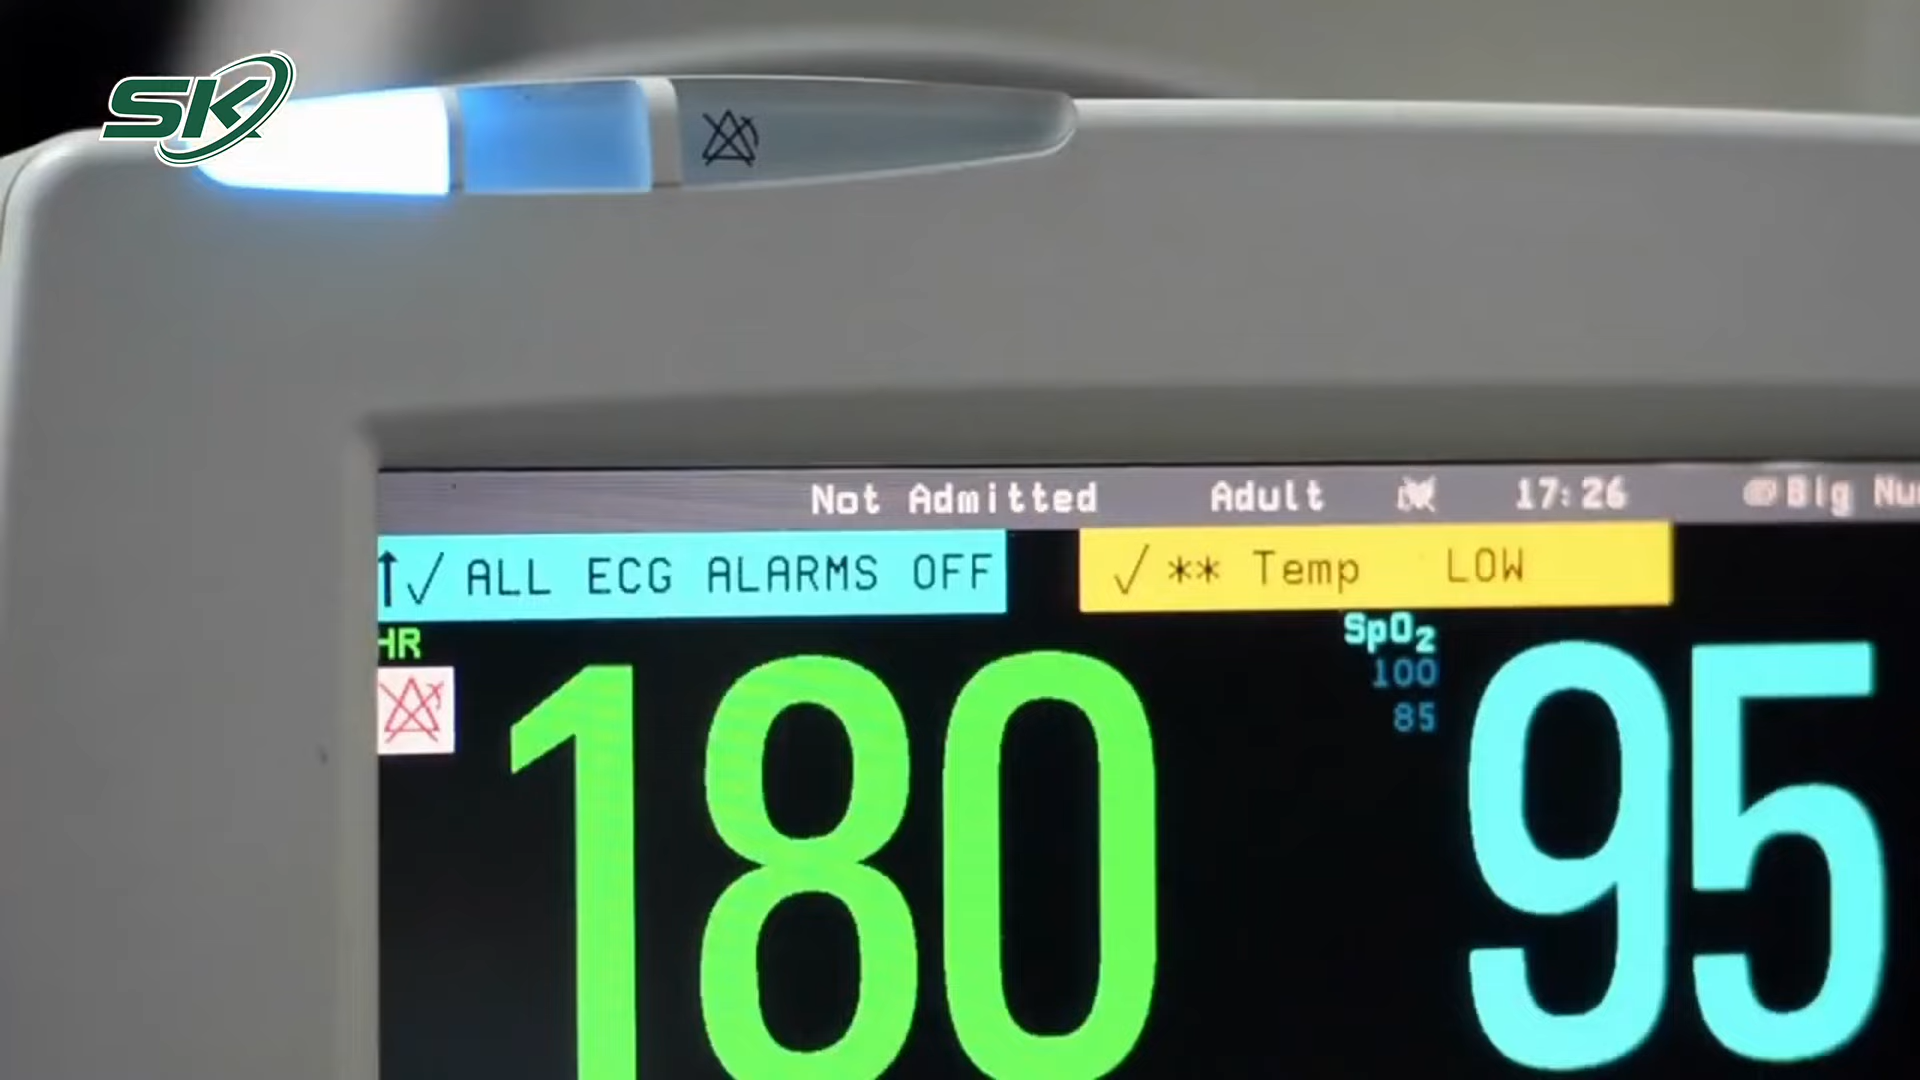 SK
Not Admitted Adult 17:26 Big Nu
↑✓ ALL ECG ALARMS OFF ✓ ** Temp LOW
HR
180
SpO₂
100
85
95